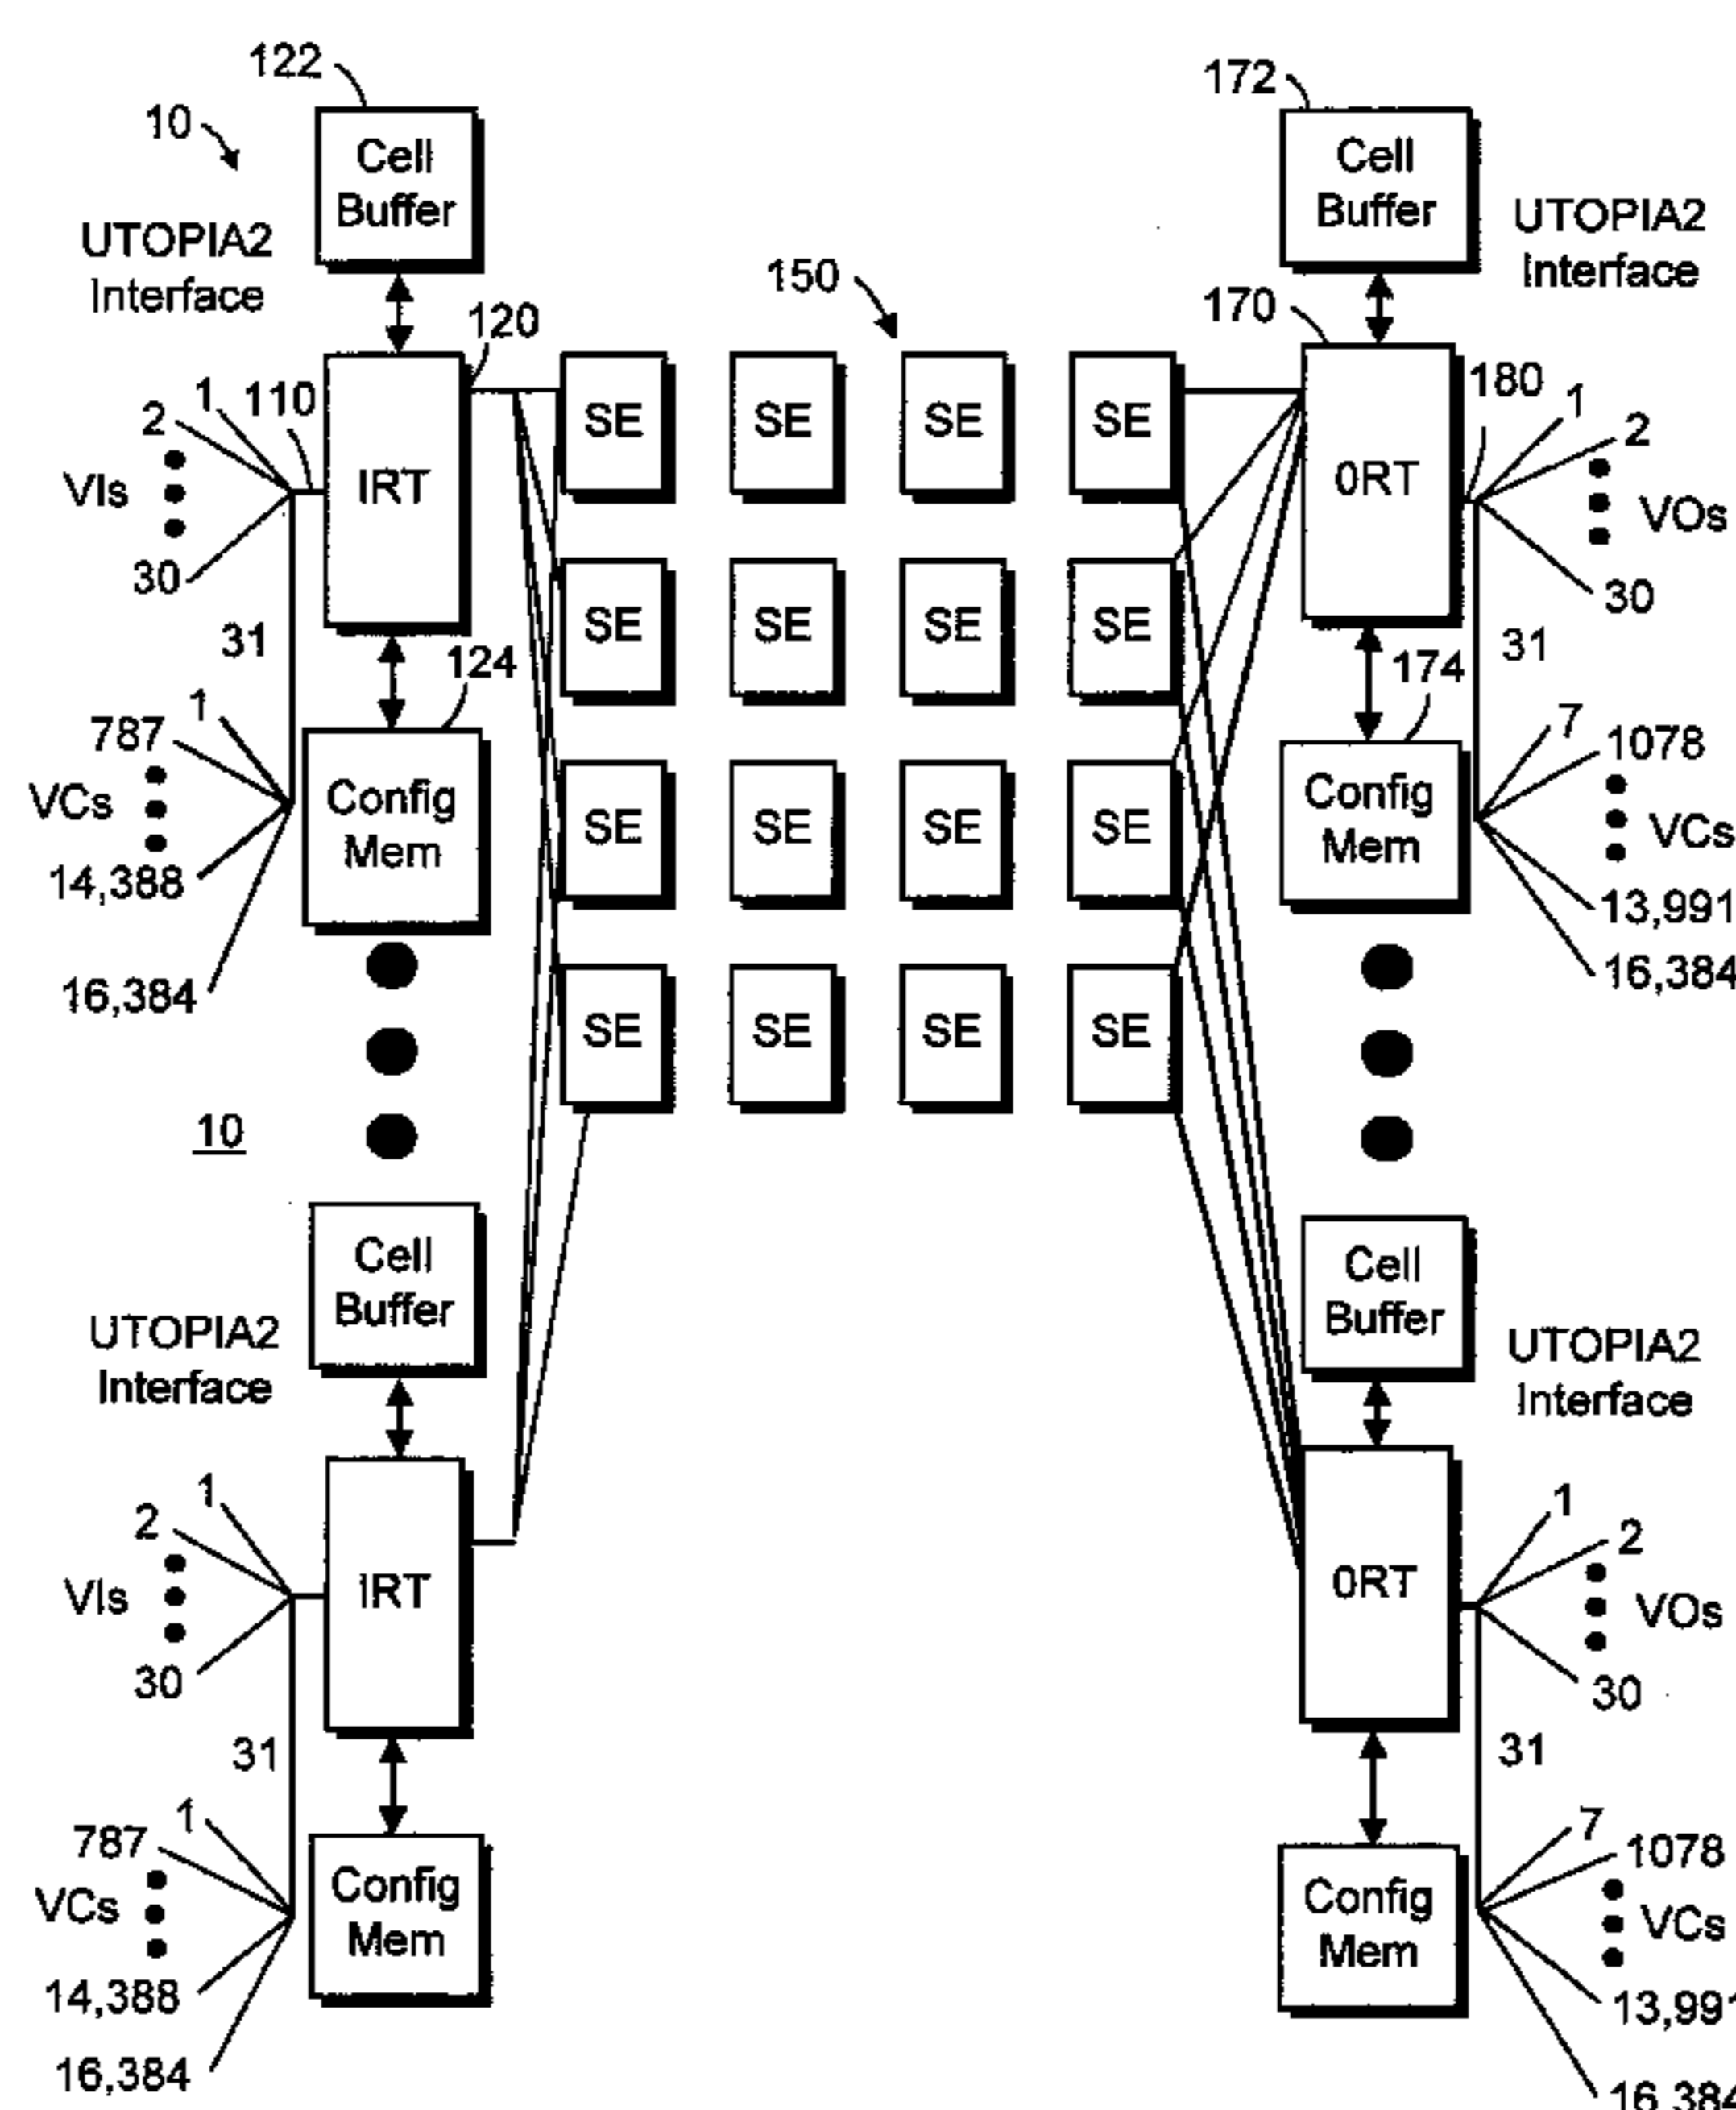 122
172
10
Cell
Buffer
Cell
Buffer
UTOPIA2
Interface
UTOPIA2
Interface
150
120
170
110
180
1
2
VIs
30
IRT
SE SE SE SE
0RT
1
2
VOs
30
31
SE SE SE SE
31
124
174
1
787
VCs
14,388
16,384
Config
Mem
SE SE SE SE
Config
Mem
7
1078
VCs
13,991
16,384
SE SE SE SE
10
Cell
Buffer
Cell
Buffer
UTOPIA2
Interface
UTOPIA2
Interface
1
2
VIs
30
IRT
0RT
1
2
VOs
30
31
31
1
787
VCs
14,388
16,384
Config
Mem
Config
Mem
7
1078
VCs
13,991
16,384